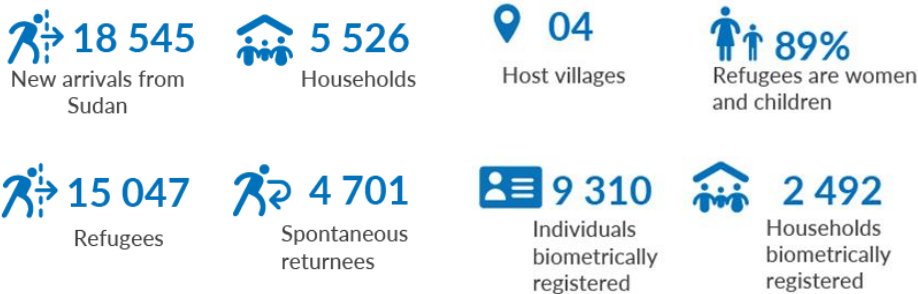 18 545
New arrivals from
Sudan
5 526
Households
04
Host villages
89%
Refugees are women
and children
15 047
Refugees
4 701
Spontaneous
returnees
9 310
Individuals
biometrically
registered
2 492
Households
biometrically
registered